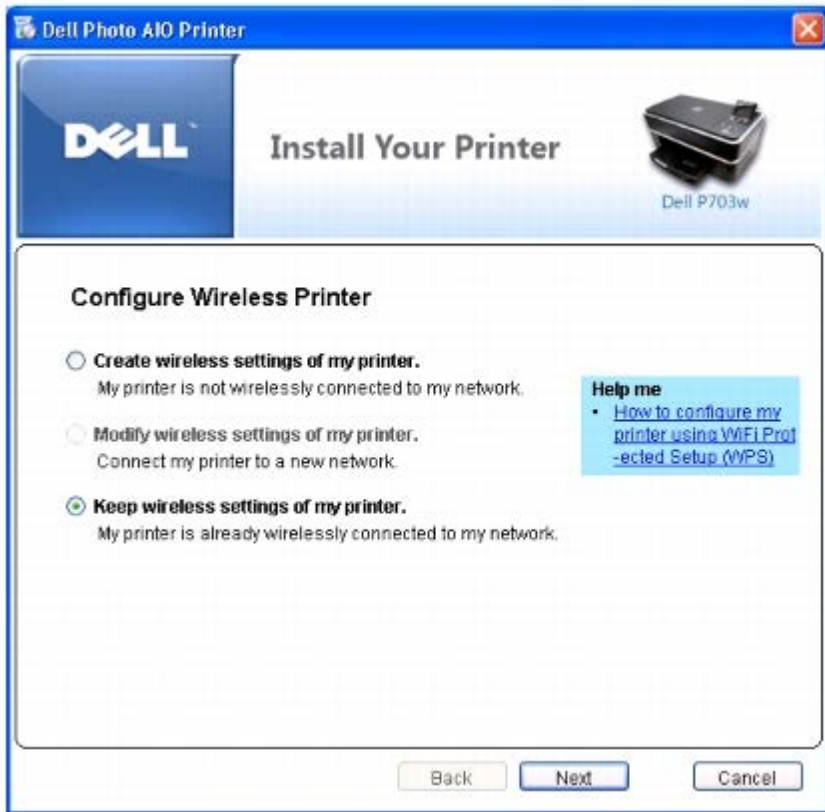 Dell Photo AIO Printer
DELL™
Install Your Printer
Dell P703w
Configure Wireless Printer
Create wireless settings of my printer.
My printer is not wirelessly connected to my network.
Modify wireless settings of my printer.
Connect my printer to a new network.
Keep wireless settings of my printer.
My printer is already wirelessly connected to my network.
Help me
• How to configure my
printer using WiFi Prot
-ected Setup (WPS)
Back
Next
Cancel